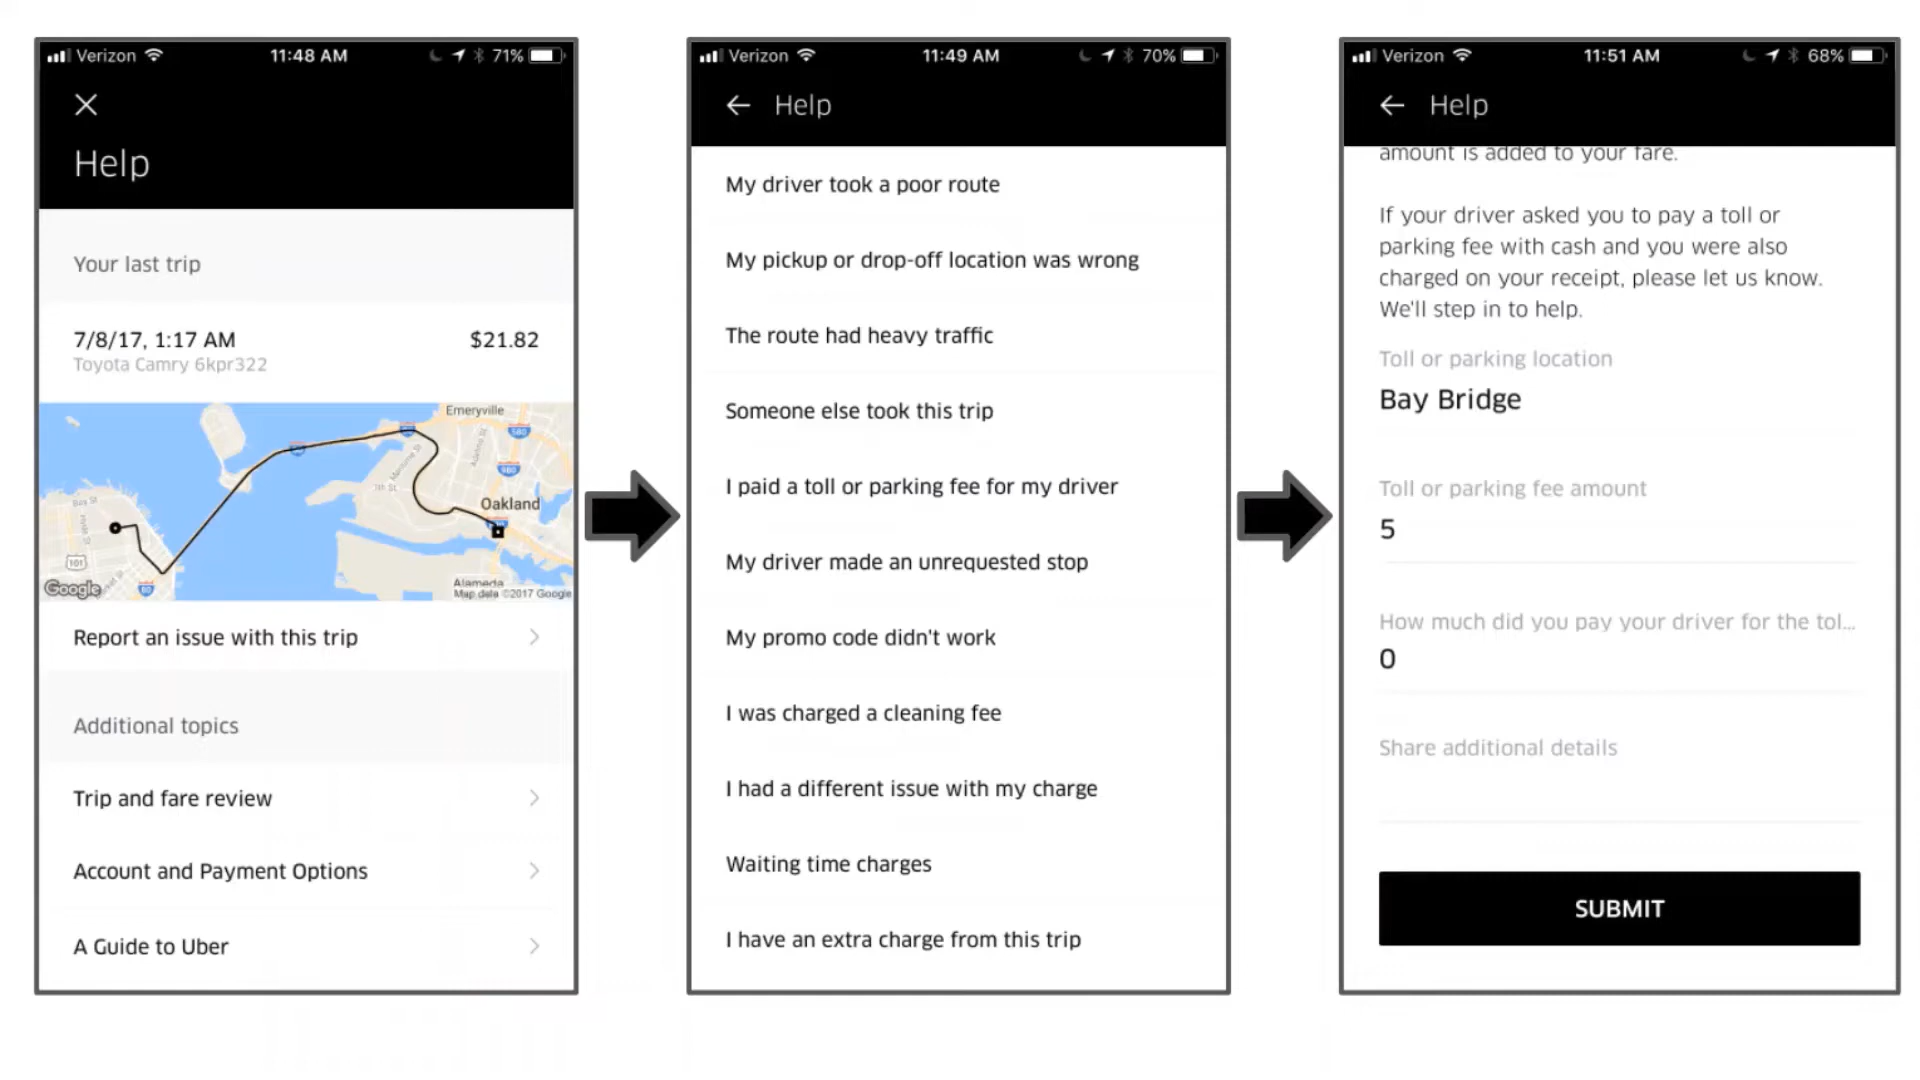 Verizon
11:48 AM
71%
Help
Your last trip
7/8/17, 1:17 AM
$21.82
Toyota Camry 6kpr322
Emeryville
580
980
7th St
Oakland
Bay St
101
80
Alameda
Google
Map data ©2017 Google
Report an issue with this trip
Additional topics
Trip and fare review
Account and Payment Options
A Guide to Uber
Verizon
11:49 AM
70%
Help
My driver took a poor route
My pickup or drop-off location was wrong
The route had heavy traffic
Someone else took this trip
I paid a toll or parking fee for my driver
My driver made an unrequested stop
My promo code didn't work
I was charged a cleaning fee
I had a different issue with my charge
Waiting time charges
I have an extra charge from this trip
Verizon
11:51 AM
68%
Help
amount is added to your fare.
If your driver asked you to pay a toll or
parking fee with cash and you were also
charged on your receipt, please let us know.
We'll step in to help.
Toll or parking location
Bay Bridge
Toll or parking fee amount
5
How much did you pay your driver for the tol...
0
Share additional details
SUBMIT